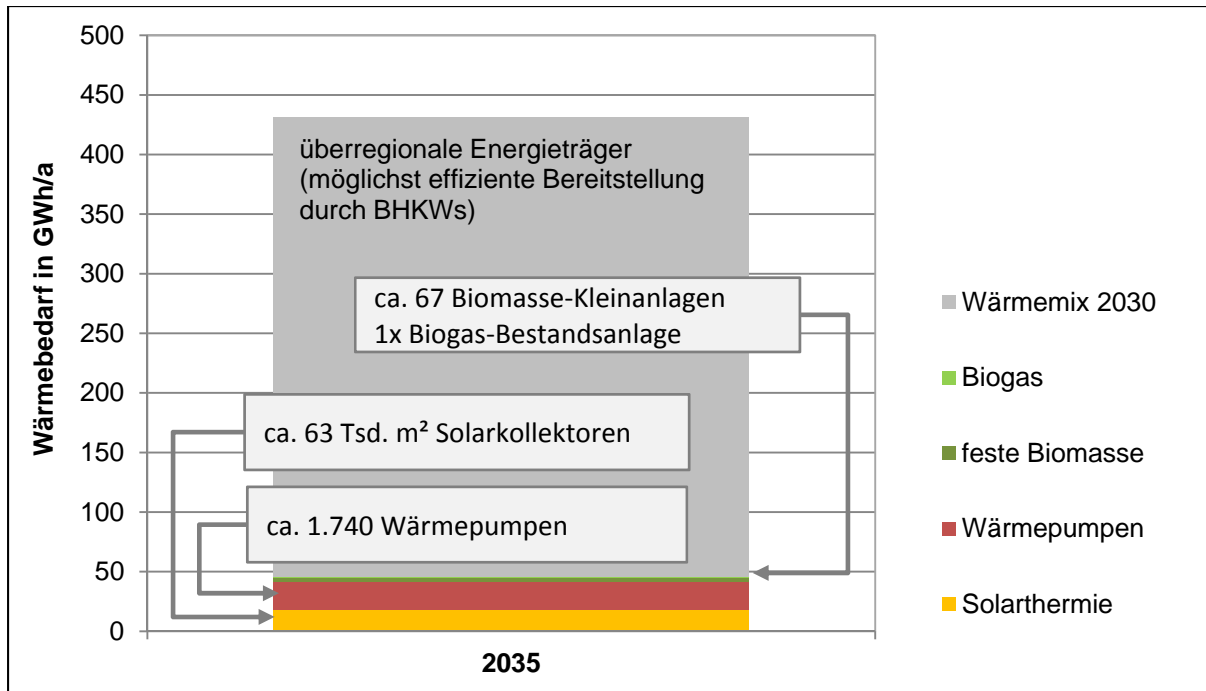 500
450
400
350
300
250
200
150
100
50
0
Wärmebedarf in GWh/a
überregionale Energieträger
(möglichst effiziente Bereitstellung
durch BHKWs)
ca. 67 Biomasse-Kleinanlagen
1x Biogas-Bestandsanlage
ca. 63 Tsd. m² Solarkollektoren
ca. 1.740 Wärmepumpen
2035
Wärmemix 2030
Biogas
feste Biomasse
Wärmepumpen
Solarthermie